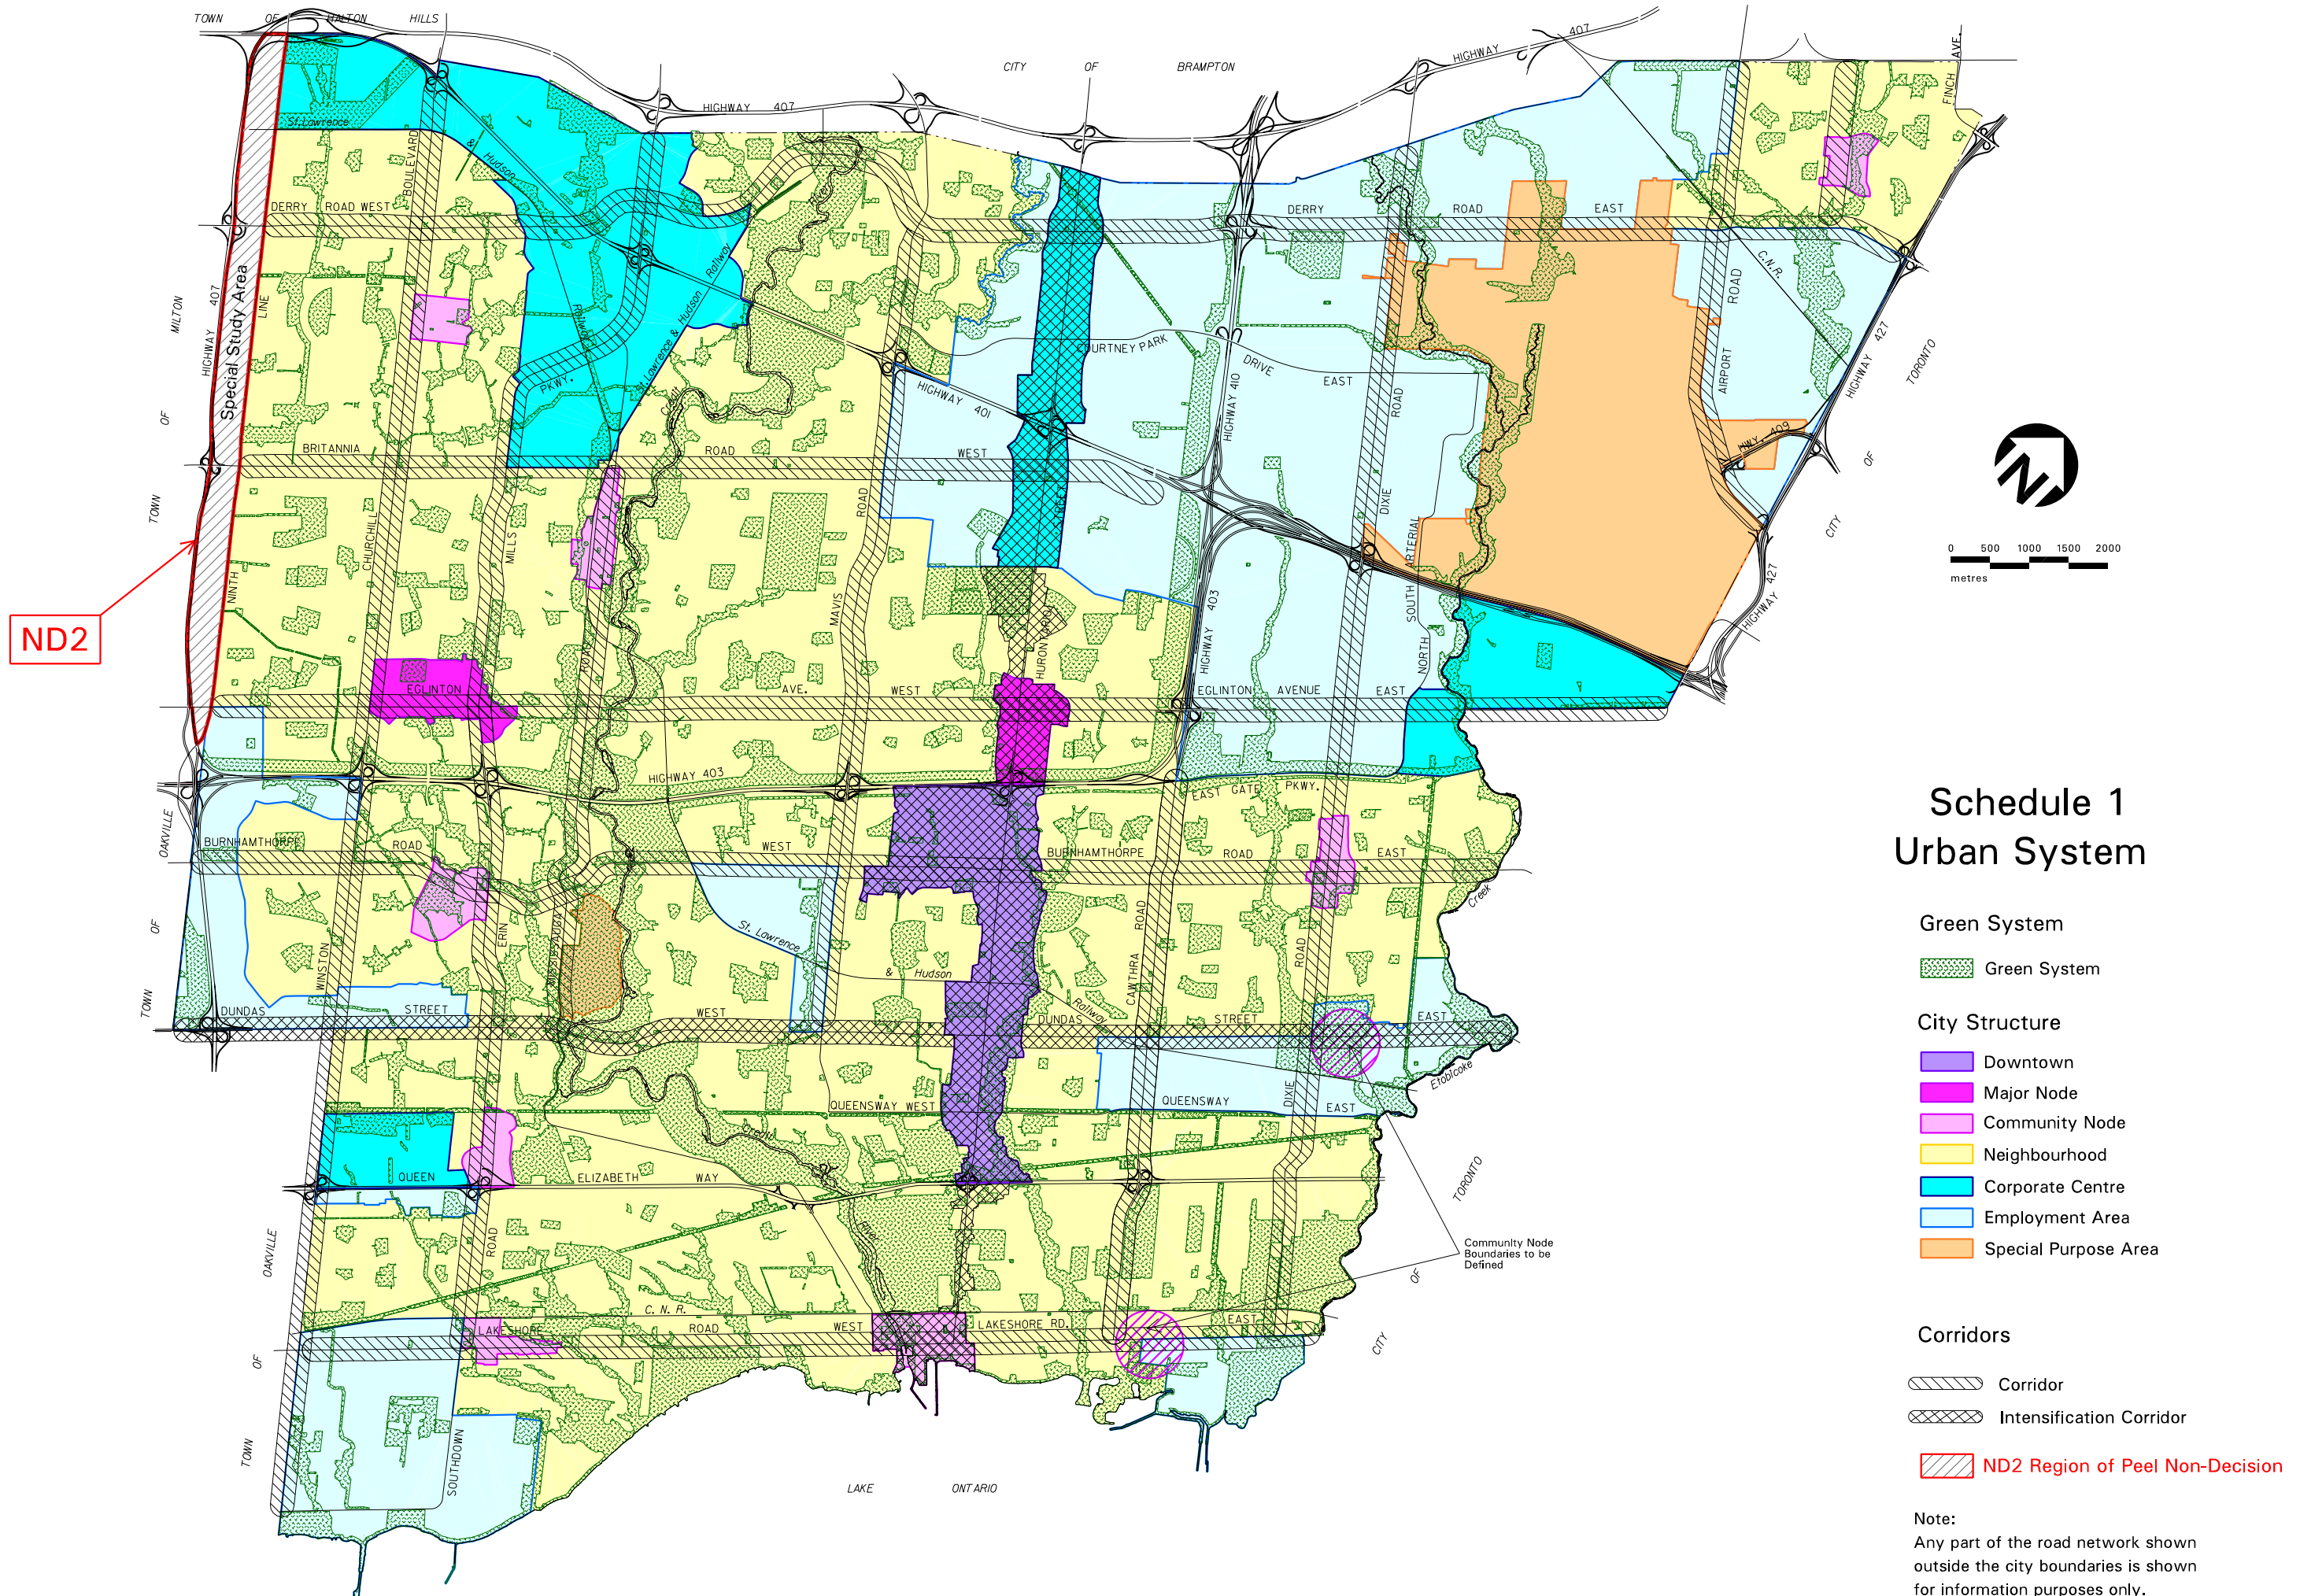 TOWN OF HALTON HILLS
CITY OF BRAMPTON
HIGHWAY 407
HIGHWAY 407
FINCH AVE.
St. Lawrence
& Hudson
BOULEVARD
DERRY ROAD WEST
River
DERRY ROAD EAST
C.N.R.
Railway
St. Lawrence & Hudson Railway
MILTON
OF
TOWN
HIGHWAY 407
Special Study Area
LINE
NINTH
PKWY.
Credit
COURTNEY PARK DRIVE EAST
HIGHWAY 401
HIGHWAY 410
ROAD
DIXIE
ROAD
AIRPORT
HIGHWAY 427
TORONTO
OF
CITY
HWY. 409
BRITANNIA ROAD WEST
CHURCHILL
MILLS
ROAD
MAVIS
STREET
HURONTARIO
HIGHWAY 403
SOUTH ARTERIAL
NORTH
HIGHWAY 427
ND2
0 500 1000 1500 2000
metres
ROAD
EGLINTON AVE. WEST
EGLINTON AVENUE EAST
HIGHWAY 403
EAST GATE PKWY.
Schedule 1
Urban System
OAKVILLE
OF
TOWN
BURNHAMTHORPE ROAD WEST
BURNHAMTHORPE ROAD EAST
Creek
St. Lawrence & Hudson Railway
WINSTON
ERIN
MISSISSAUGA
CAWTHRA ROAD
ROAD
DIXIE
DUNDAS STREET WEST
DUNDAS STREET EAST
Etobicoke
QUEENSWAY WEST
QUEENSWAY EAST
Credit
River
QUEEN ELIZABETH WAY
TORONTO
OF
CITY
Community Node
Boundaries to be
Defined
OAKVILLE
OF
TOWN
ROAD
C. N. R.
LAKESHORE ROAD WEST
LAKESHORE RD. EAST
SOUTHDOWN
LAKE ONTARIO
Green System
Green System
City Structure
Downtown
Major Node
Community Node
Neighbourhood
Corporate Centre
Employment Area
Special Purpose Area
Corridors
Corridor
Intensification Corridor
ND2 Region of Peel Non-Decision
Note:
Any part of the road network shown
outside the city boundaries is shown
for information purposes only.